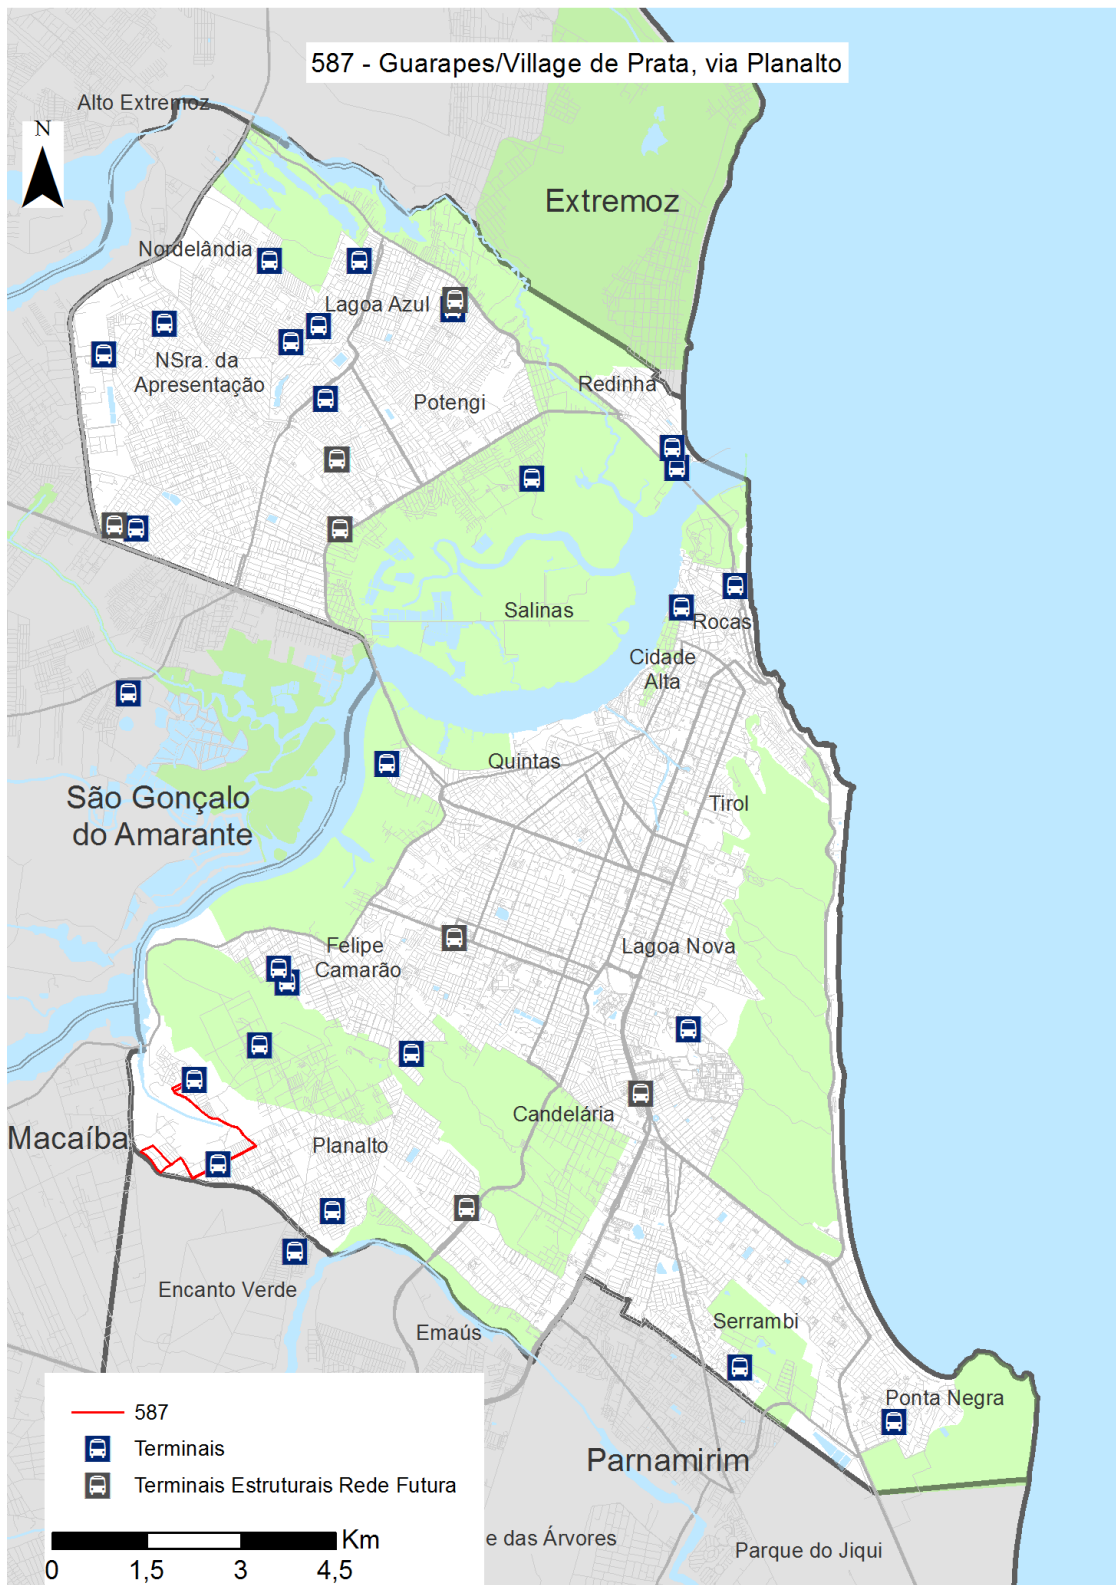 587 - Guarapes/Village de Prata, via Planalto
Alto Extremoz
N
Extremoz
Nordelândia
Lagoa Azul
NSra. da
Apresentação
Redinha
Potengi
Salinas
Rocas
Cidade
Alta
Quintas
São Gonçalo
do Amarante
Tirol
Felipe
Camarão
Lagoa Nova
Candelária
Macaíba
Planalto
Encanto Verde
Emaús
Serrambi
Ponta Negra
Parnamirim
e das Árvores
Parque do Jiqui
587
Terminais
Terminais Estruturais Rede Futura
Km
0 1,5 3 4,5